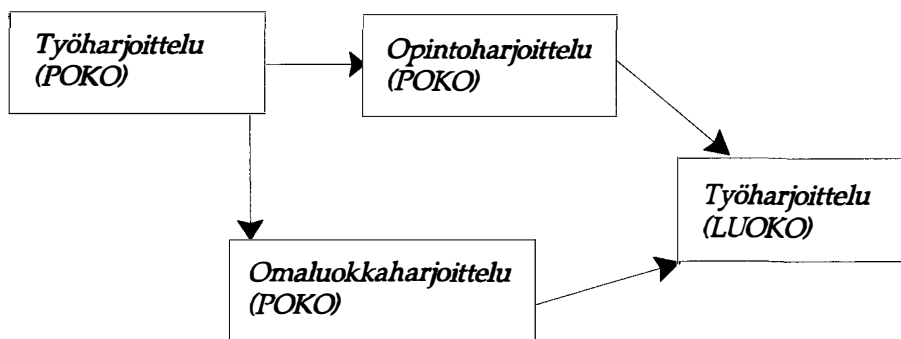 Työharjoittelu
(POKO)
Opintoharjoittelu
(POKO)
Työharjoittelu
(LUOKO)
Omaluokkaharjoittelu
(POKO)